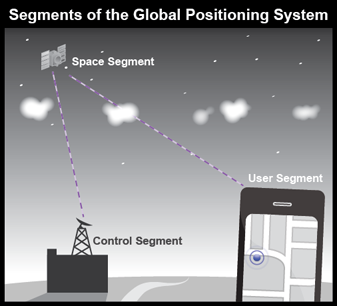 Segments of the Global Positioning System
Space Segment
User Segment
Control Segment